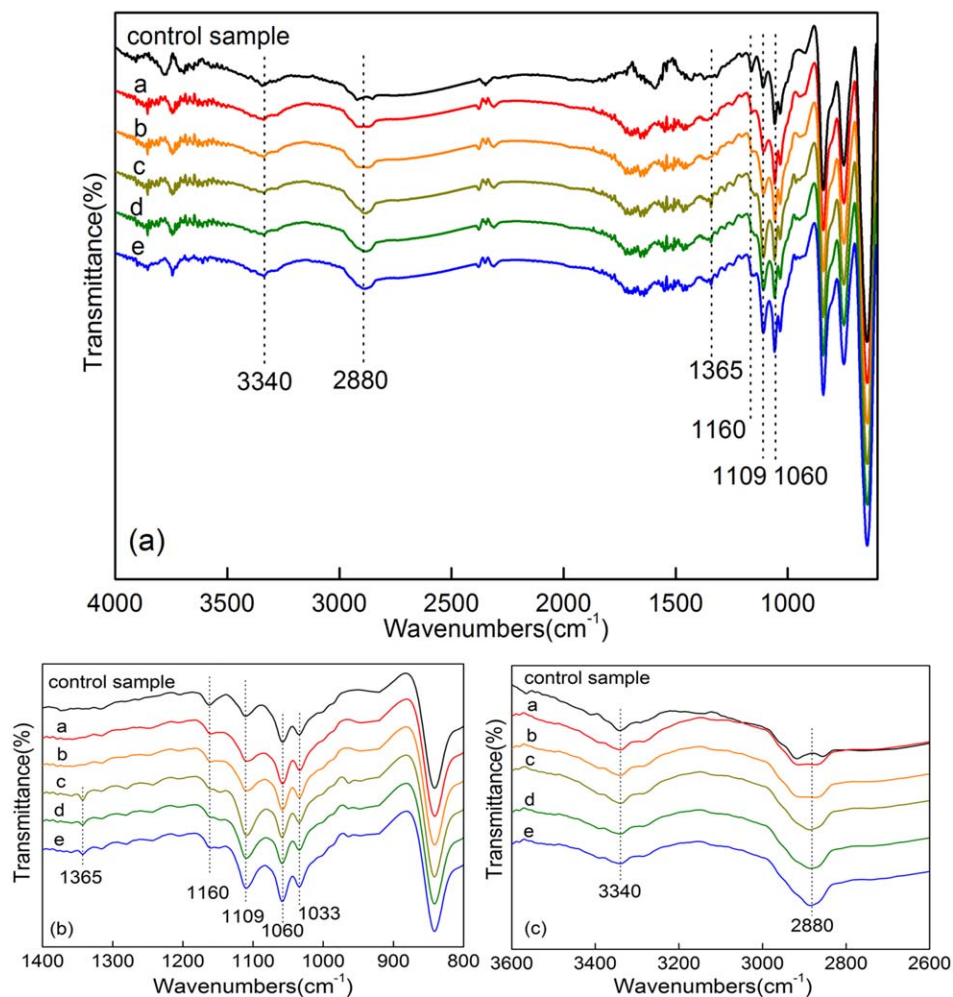 control sample
a
b
c
d
e
Transmittance(%)
3340
2880
1365
1160
1109
1060
(a)
4000 3500 3000 2500 2000 1500 1000
Wavenumbers(cm⁻¹)
control sample
a
b
c
d
e
Transmittance(%)
1365
1160
1109
1060
1033
(b)
1400 1300 1200 1100 1000 900 800
Wavenumbers(cm⁻¹)
control sample
a
b
c
d
e
Transmittance(%)
3340
2880
(c)
3600 3400 3200 3000 2800 2600
Wavenumbers(cm⁻¹)